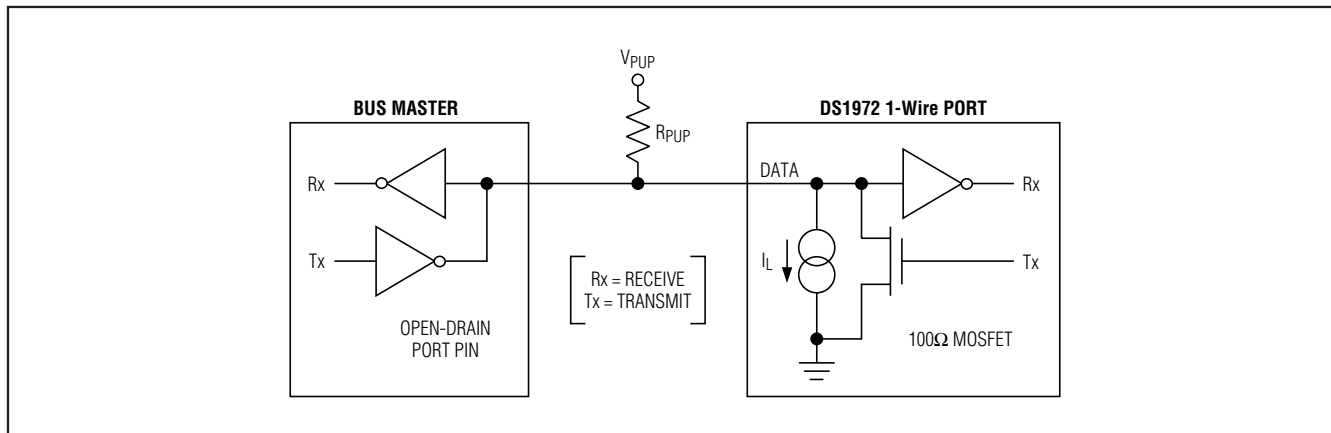 V_PUP
BUS MASTER
DS1972 1-Wire PORT
R_PUP
Rx
DATA
Rx
Tx
I_L
Tx
Rx = RECEIVE
Tx = TRANSMIT
OPEN-DRAIN
PORT PIN
100Ω MOSFET